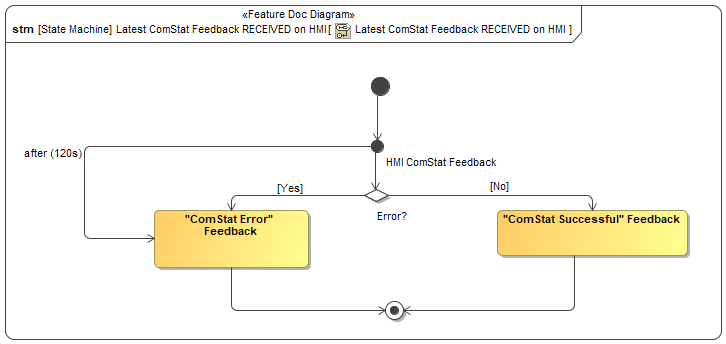 «Feature Doc Diagram»
stm [State Machine] Latest ComStat Feedback RECEIVED on HMI[ Latest ComStat Feedback RECEIVED on HMI ]
after (120s)
HMI ComStat Feedback
[Yes]
[No]
Error?
"ComStat Error"
Feedback
"ComStat Successful" Feedback